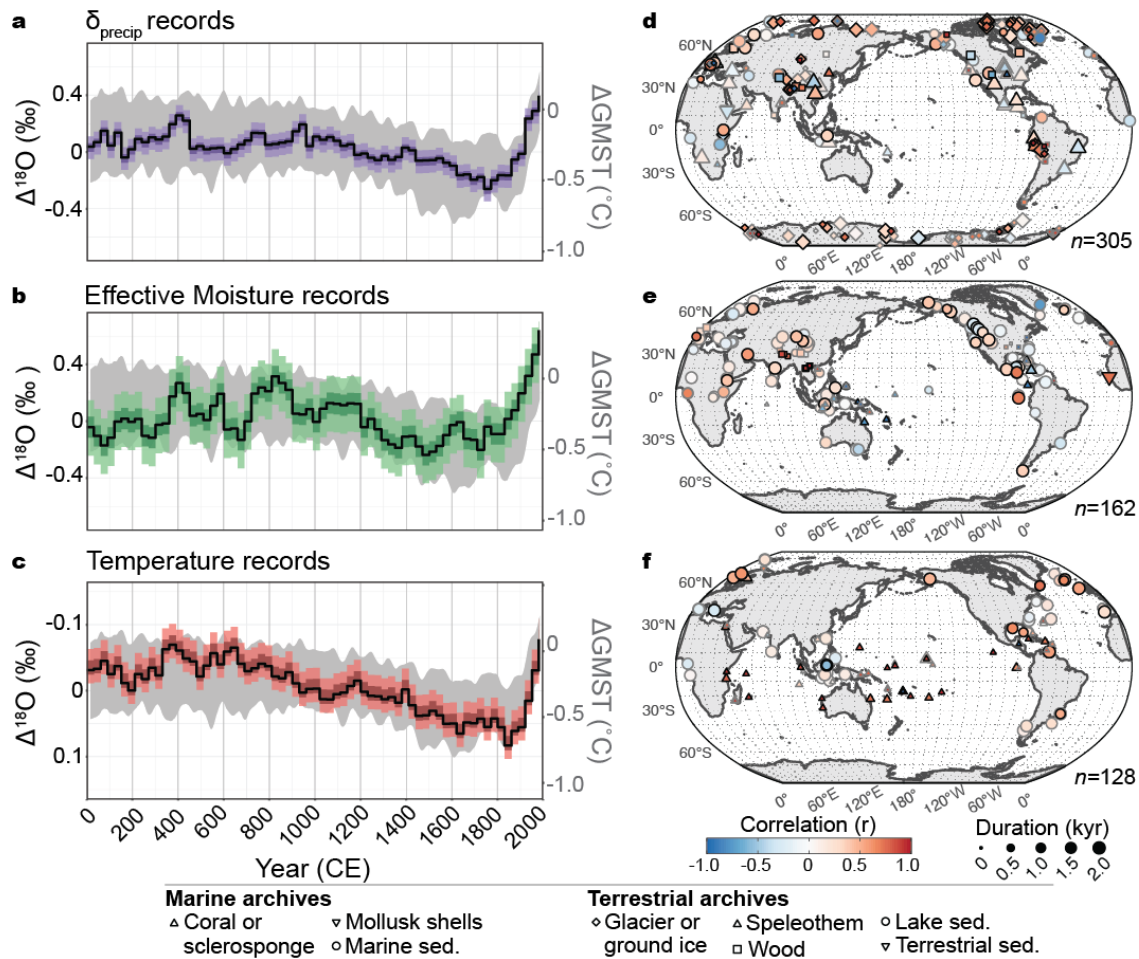 a δprecip records
0.4
0
-0.4
Δ18O (‰)
0
-0.5
-1.0
ΔGMST (°C)
b Effective Moisture records
0.4
0
-0.4
Δ18O (‰)
0
-0.5
-1.0
ΔGMST (°C)
c Temperature records
-0.1
0
0.1
Δ18O (‰)
0
-0.5
-1.0
ΔGMST (°C)
0 200 400 600 800 1000 1200 1400 1600 1800 2000
Year (CE)
d
60°N
30°N
0°
30°S
60°S
0° 60°E 120°E 180° 120°W 60°W 0°
n=305
e
60°N
30°N
0°
30°S
60°S
0° 60°E 120°E 180° 120°W 60°W 0°
n=162
f
60°N
30°N
0°
30°S
60°S
0° 60°E 120°E 180° 120°W 60°W 0°
n=128
Correlation (r)
-1.0 -0.5 0.0 0.5 1.0
Duration (kyr)
0 0.5 1.0 1.5 2.0
Marine archives
Coral or sclerosponge
Mollusk shells
Marine sed.
Terrestrial archives
Glacier or ground ice
Speleothem
Wood
Lake sed.
Terrestrial sed.